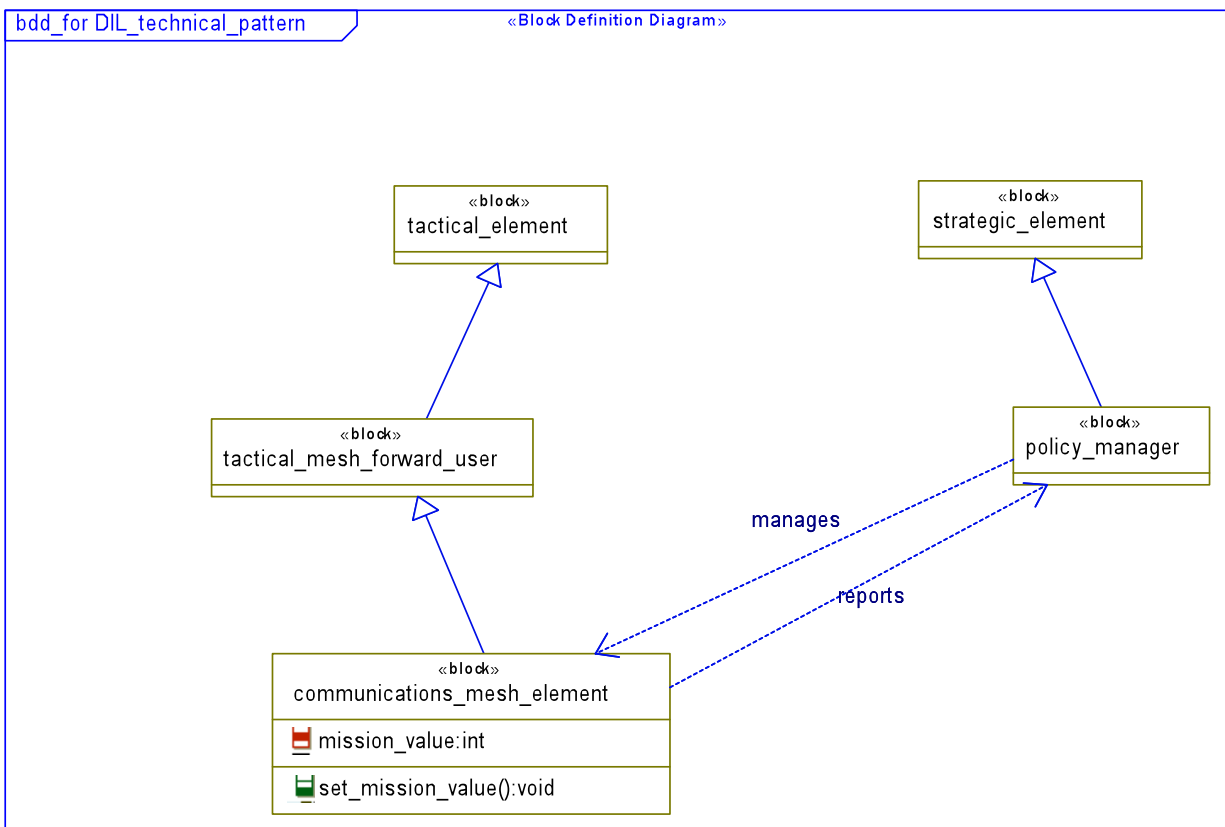 bdd_for DIL_technical_pattern
«Block Definition Diagram»
«block»
tactical_element
«block»
strategic_element
«block»
tactical_mesh_forward_user
«block»
policy_manager
manages
reports
«block»
communications_mesh_element
mission_value:int
set_mission_value():void